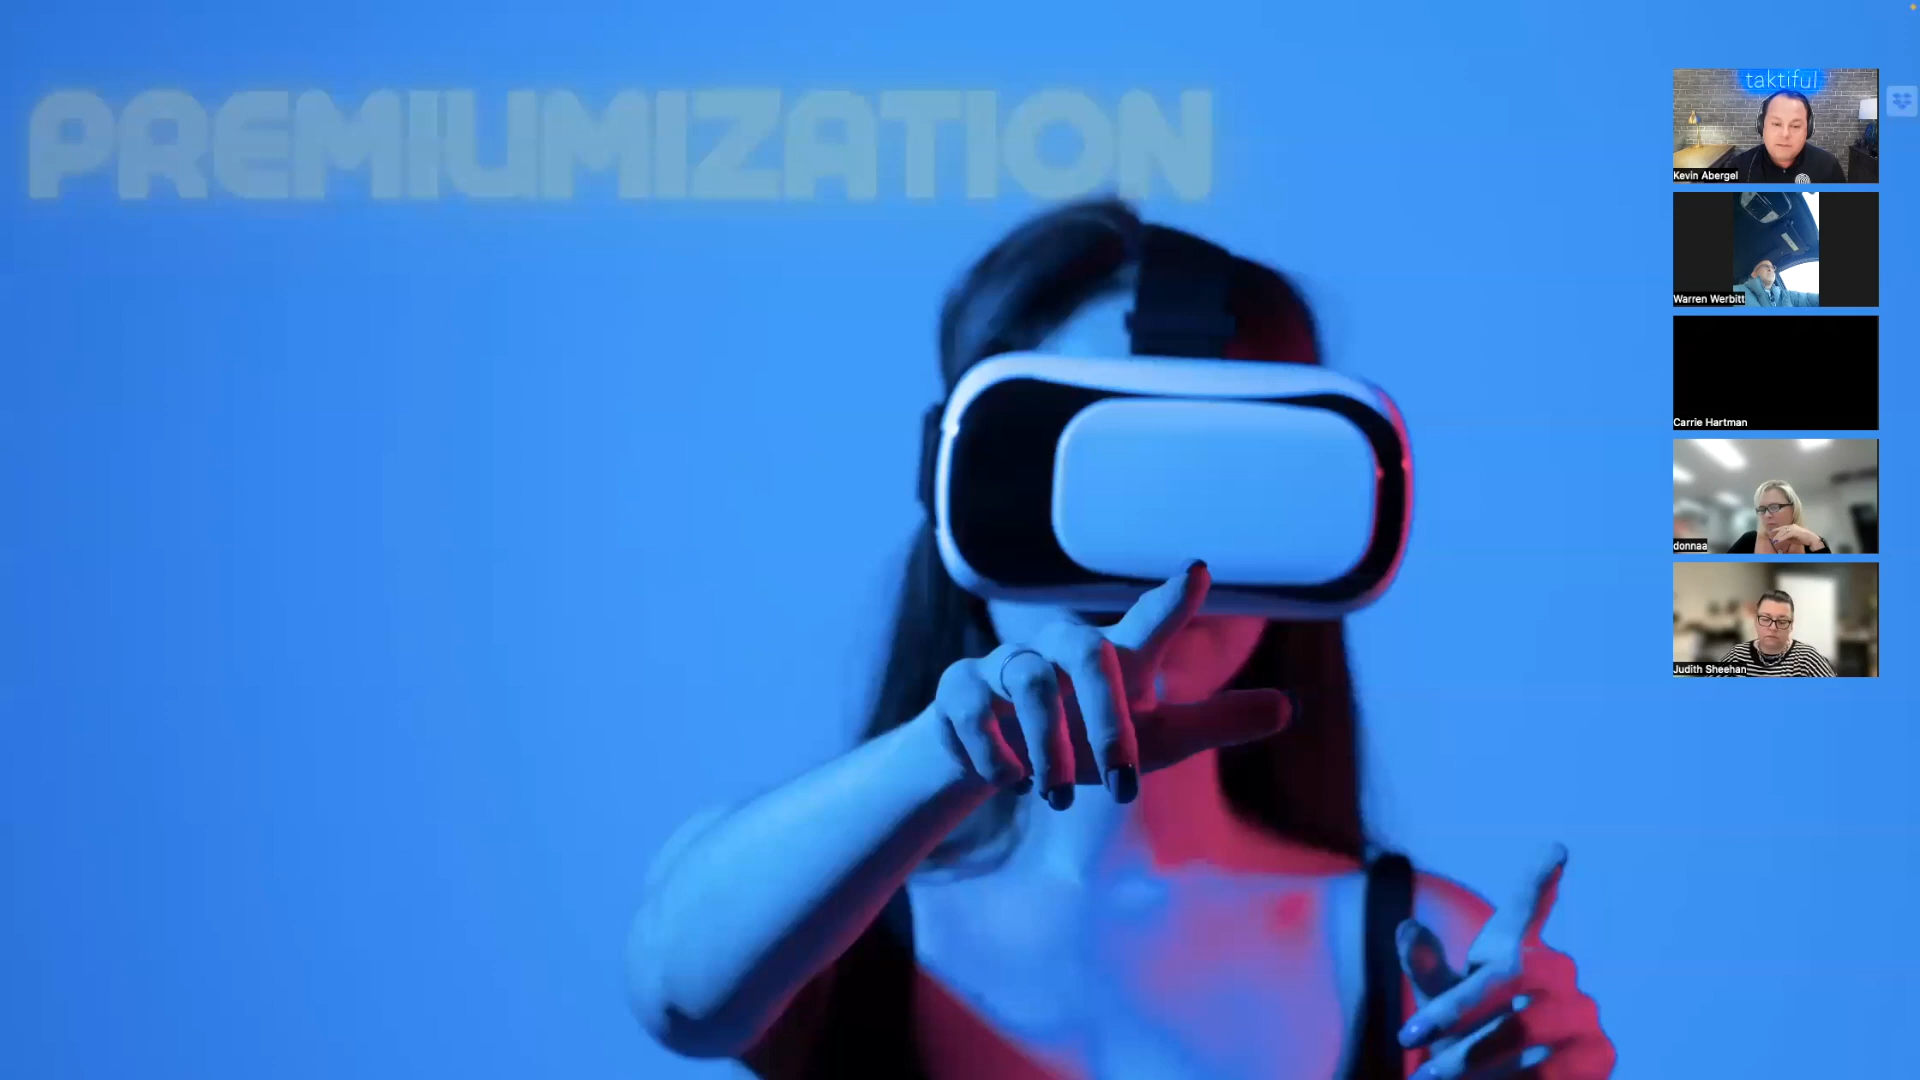 PREMIUMIZATION
taktiful
Kevin Abergel
Warren Werbitt
Carrie Hartman
donnaa
Judith Sheehan